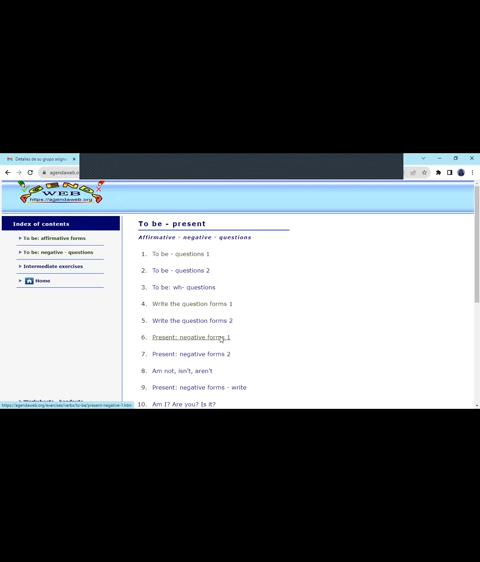 Detalles de su grupo asign
agendaweb.o
WEB
https://agendaweb.org
Index of contents
To be: affirmative forms
To be: negative - questions
Intermediate exercises
Home
To be - present
Affirmative - negative - questions
1. To be - questions 1
2. To be - questions 2
3. To be: wh- questions
4. Write the question forms 1
5. Write the question forms 2
6. Present: negative forms 1
7. Present: negative forms 2
8. Am not, isn't, aren't
9. Present: negative forms - write
10. Am I? Are you? Is it?
https://agendaweb.org/exercises/verbs/to-be/present-negative-1.htm